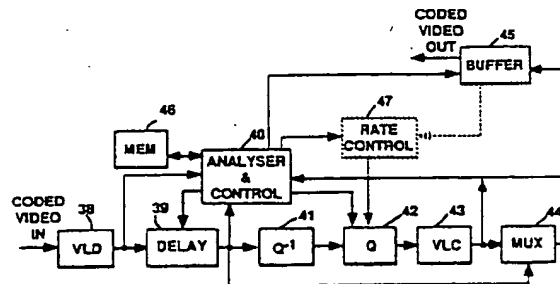 CODED
VIDEO
OUT
45
BUFFER
47
RATE
CONTROL
46
MEM
40
ANALYSER
&
CONTROL
CODED
VIDEO
IN
38
VLD
39
DELAY
41
Q-1
42
Q
43
VLC
44
MUX